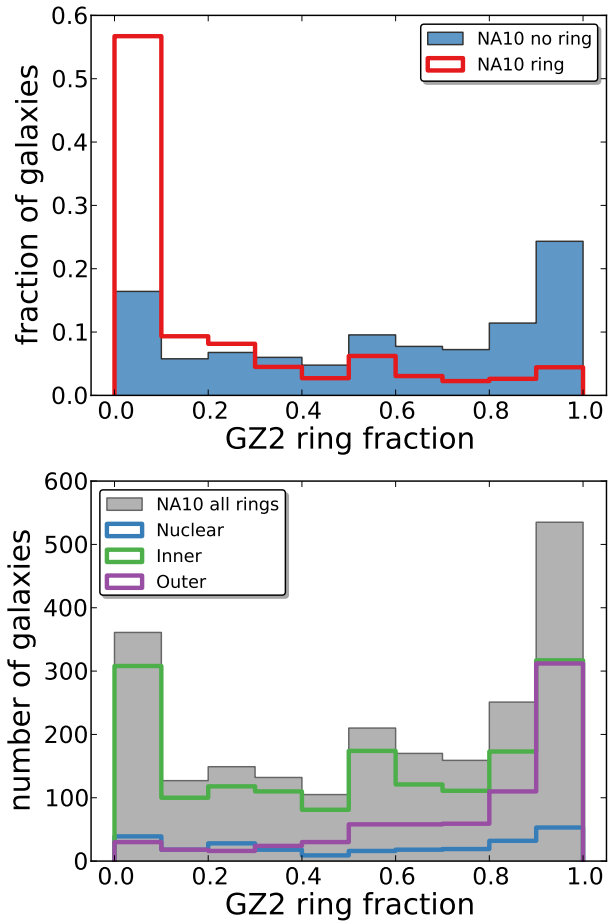 0.6
0.5
0.4
0.3
0.2
0.1
0.0
fraction of galaxies
NA10 no ring
NA10 ring
0.0 0.2 0.4 0.6 0.8 1.0
GZ2 ring fraction
600
500
400
300
200
100
0
number of galaxies
NA10 all rings
Nuclear
Inner
Outer
0.0 0.2 0.4 0.6 0.8 1.0
GZ2 ring fraction